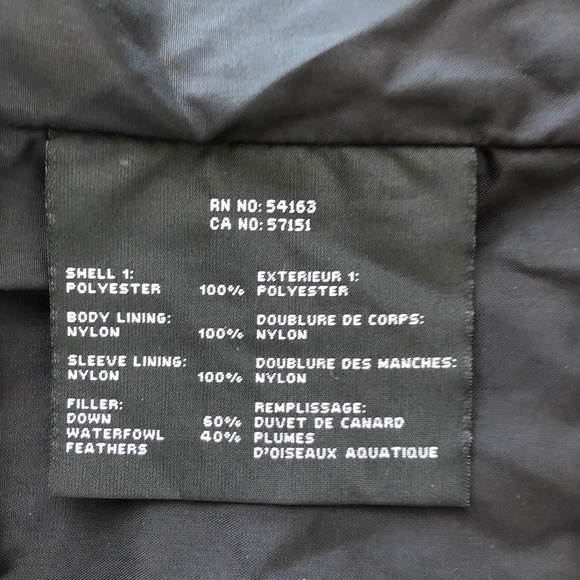 RN NO: 54163
CA NO: 57151
SHELL 1: EXTERIEUR 1:
POLYESTER 100% POLYESTER
BODY LINING: DOUBLURE DE CORPS:
NYLON 100% NYLON
SLEEVE LINING: DOUBLURE DES MANCHES:
NYLON 100% NYLON
FILLER: REMPLISSAGE:
DOWN 60% DUVET DE CANARD
WATERFOWL 40% PLUMES
FEATHERS D'OISEAUX AQUATIQUE